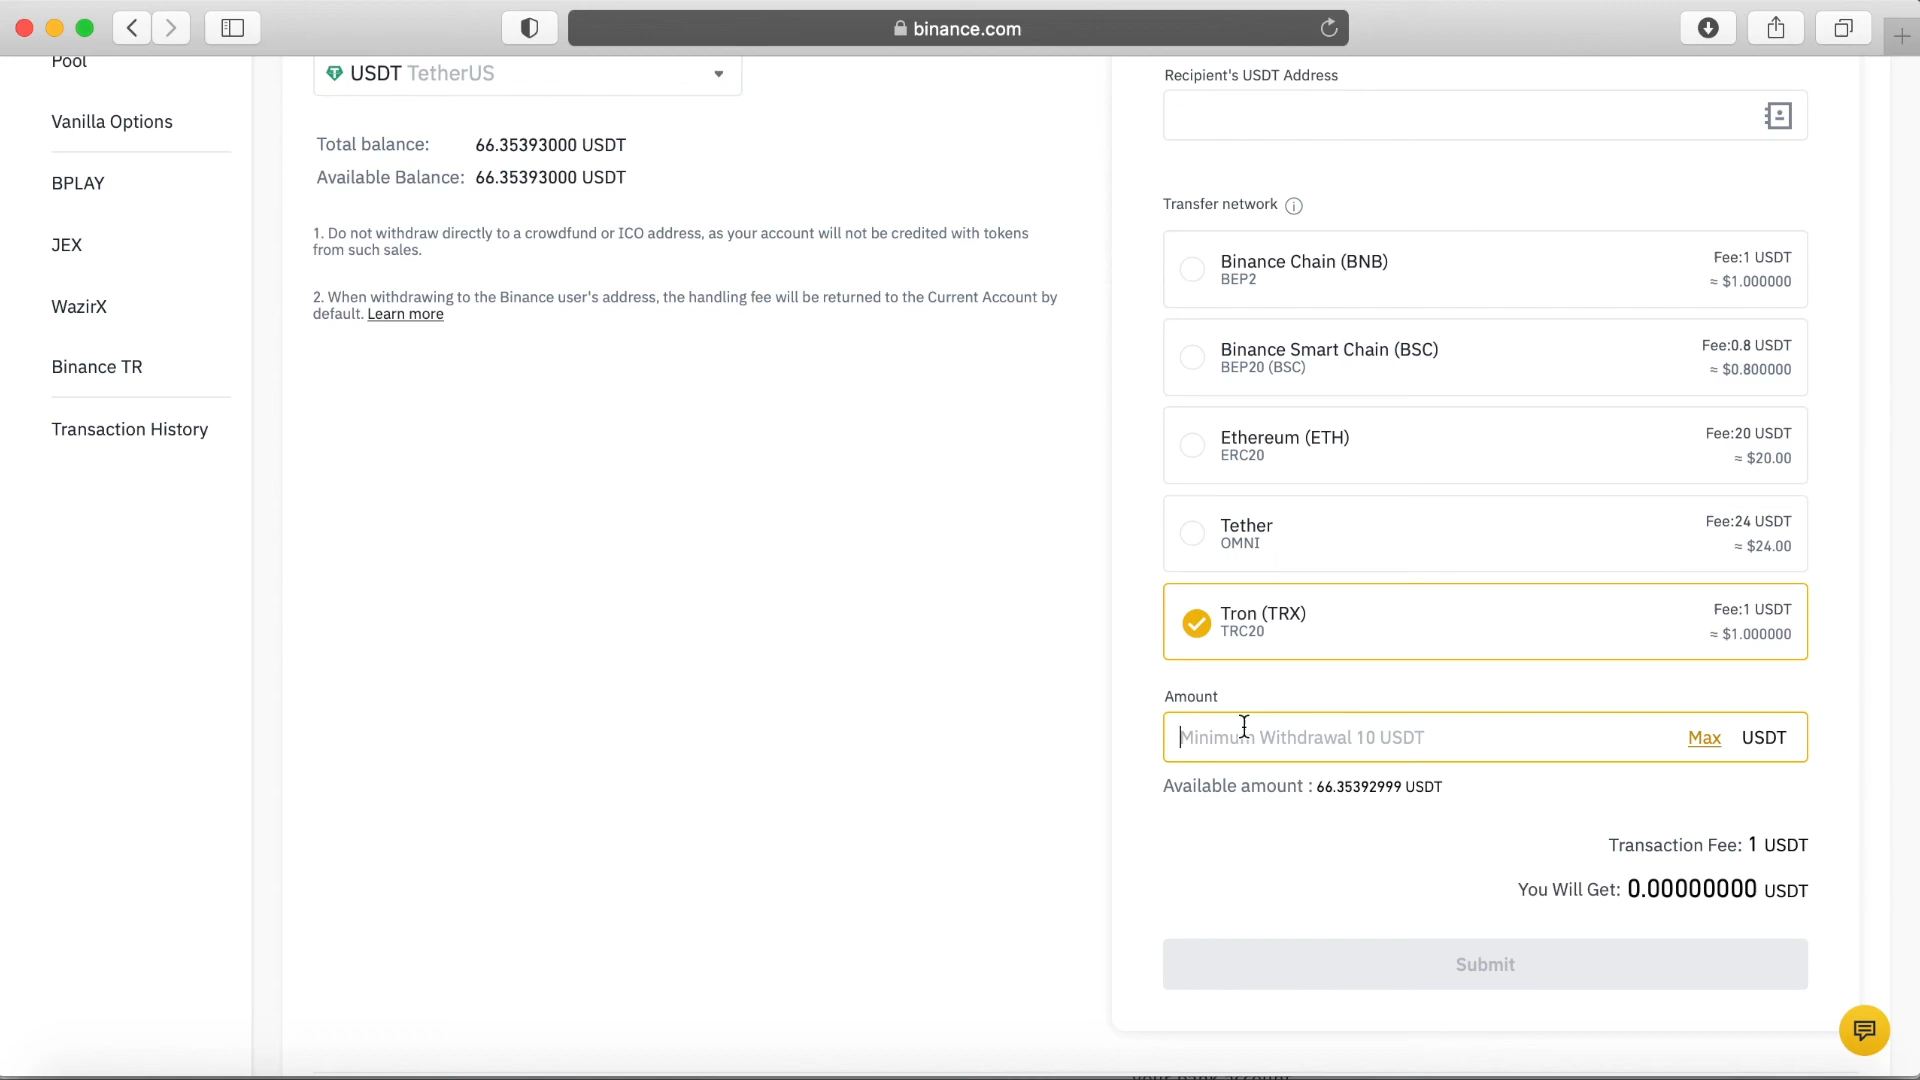 binance.com
Pool
Vanilla Options
BPLAY
JEX
WazirX
Binance TR
Transaction History
USDT TetherUS
Total balance: 66.35393000 USDT
Available Balance: 66.35393000 USDT
1. Do not withdraw directly to a crowdfund or ICO address, as your account will not be credited with tokens
from such sales.
2. When withdrawing to the Binance user's address, the handling fee will be returned to the Current Account by
default. Learn more
Recipient's USDT Address
Transfer network
Binance Chain (BNB) Fee:1 USDT
BEP2 ≈ $1.000000
Binance Smart Chain (BSC) Fee:0.8 USDT
BEP20 (BSC) ≈ $0.800000
Ethereum (ETH) Fee:20 USDT
ERC20 ≈ $20.00
Tether Fee:24 USDT
OMNI ≈ $24.00
Tron (TRX) Fee:1 USDT
TRC20 ≈ $1.000000
Amount
Minimum Withdrawal 10 USDT Max USDT
Available amount : 66.35392999 USDT
Transaction Fee: 1 USDT
You Will Get: 0.00000000 USDT
Submit